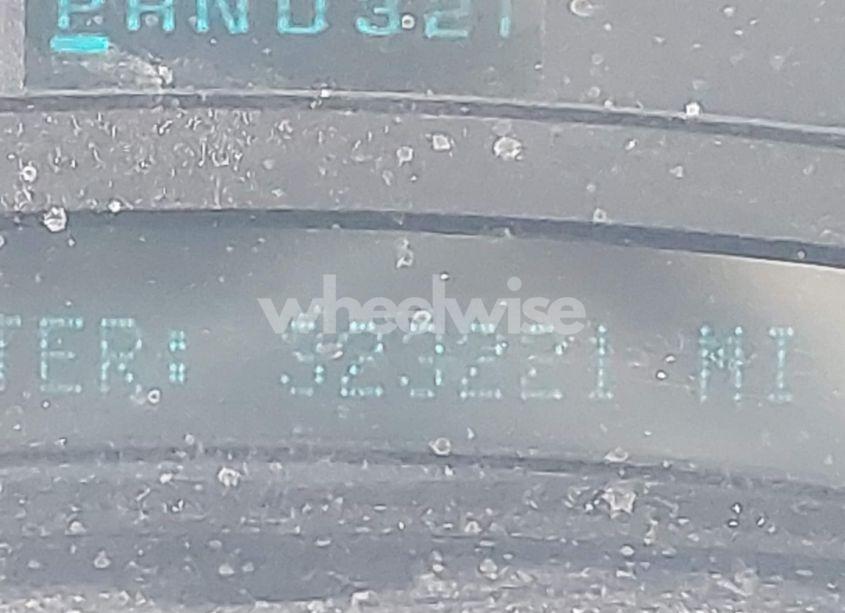 PRND321
wheelwise
TER: 323221 MI